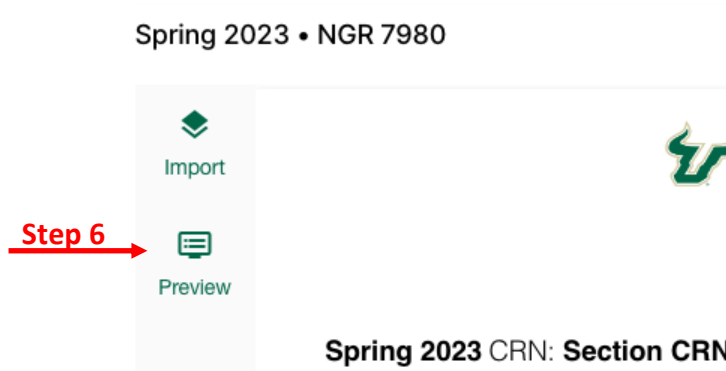 Spring 2023 • NGR 7980
Import
Step 6
Preview
Spring 2023 CRN: Section CRN